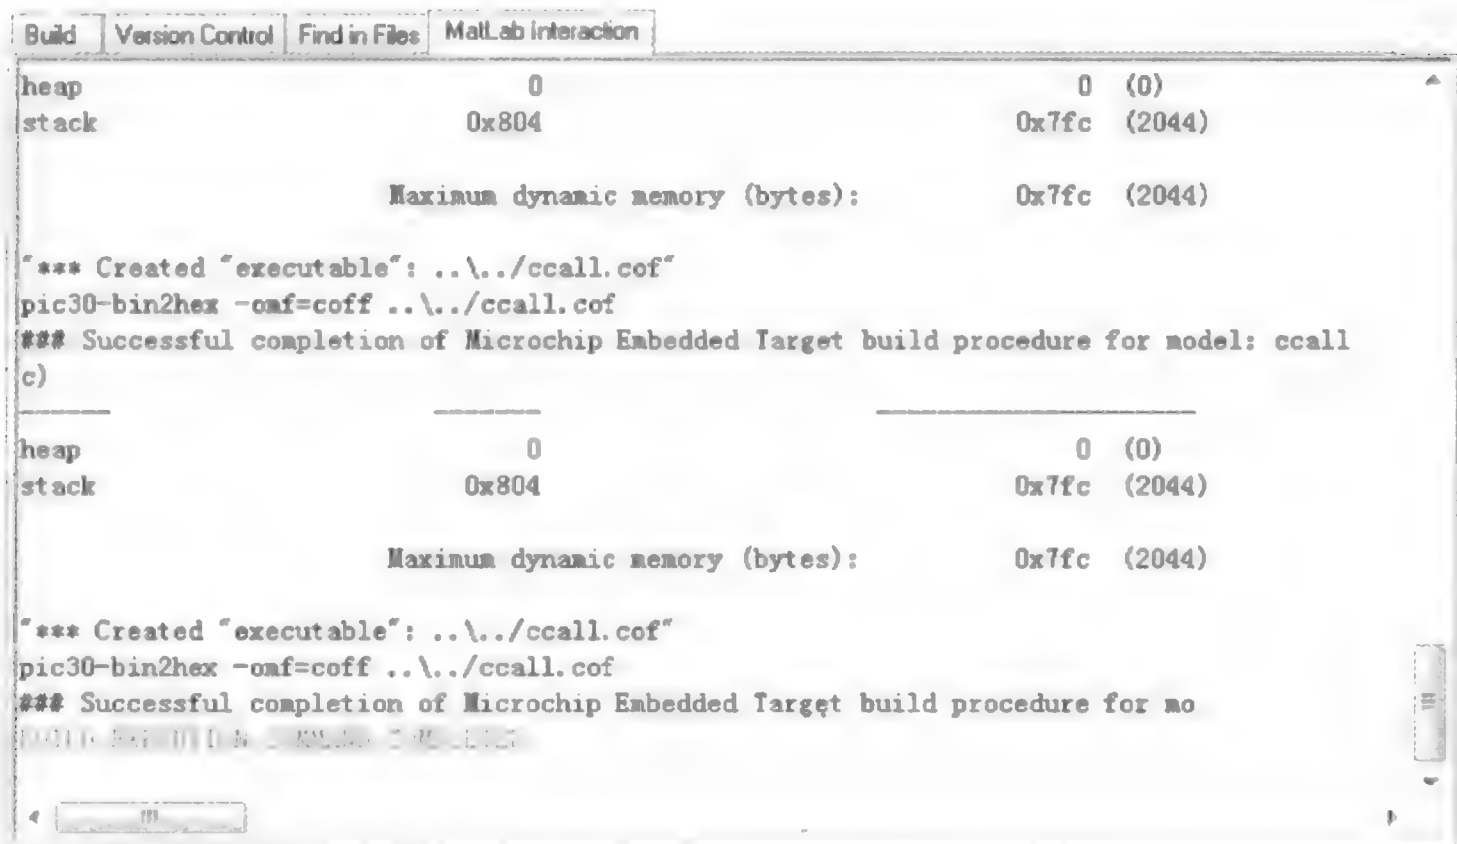 Build Version Control Find in Files MatLab Interaction
heap 0 0 (0)
stack 0x804 0x7fc (2044)
Maximum dynamic memory (bytes): 0x7fc (2044)
"*** Created "executable": ..\../ccall.cof"
pic30-bin2hex -omf=coff ..\../ccall.cof
### Successful completion of Microchip Embedded Target build procedure for model: ccall
c)
heap 0 0 (0)
stack 0x804 0x7fc (2044)
Maximum dynamic memory (bytes): 0x7fc (2044)
"*** Created "executable": ..\../ccall.cof"
pic30-bin2hex -omf=coff ..\../ccall.cof
### Successful completion of Microchip Embedded Target build procedure for mo